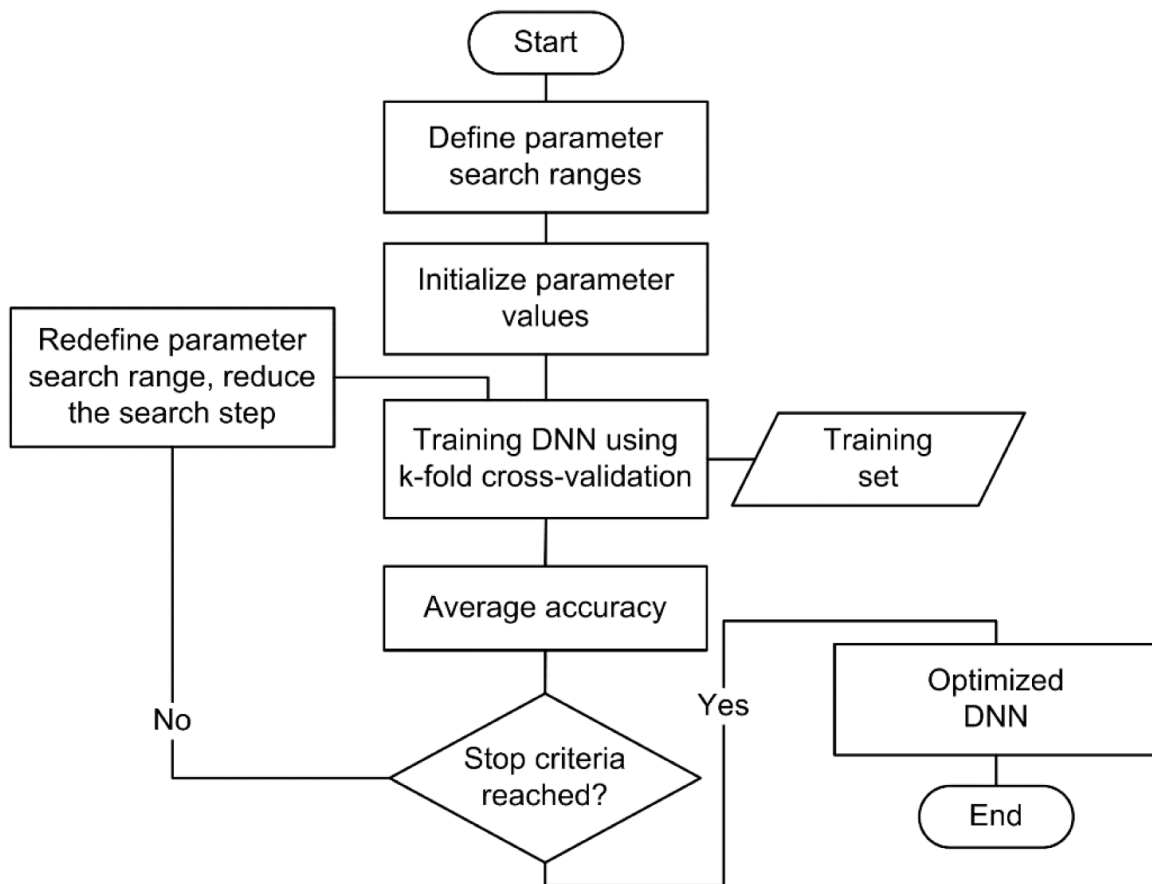 Start
Define parameter
search ranges
Initialize parameter
values
Redefine parameter
search range, reduce
the search step
Training DNN using
k-fold cross-validation
Training
set
Average accuracy
Stop criteria
reached?
No
Yes
Optimized
DNN
End